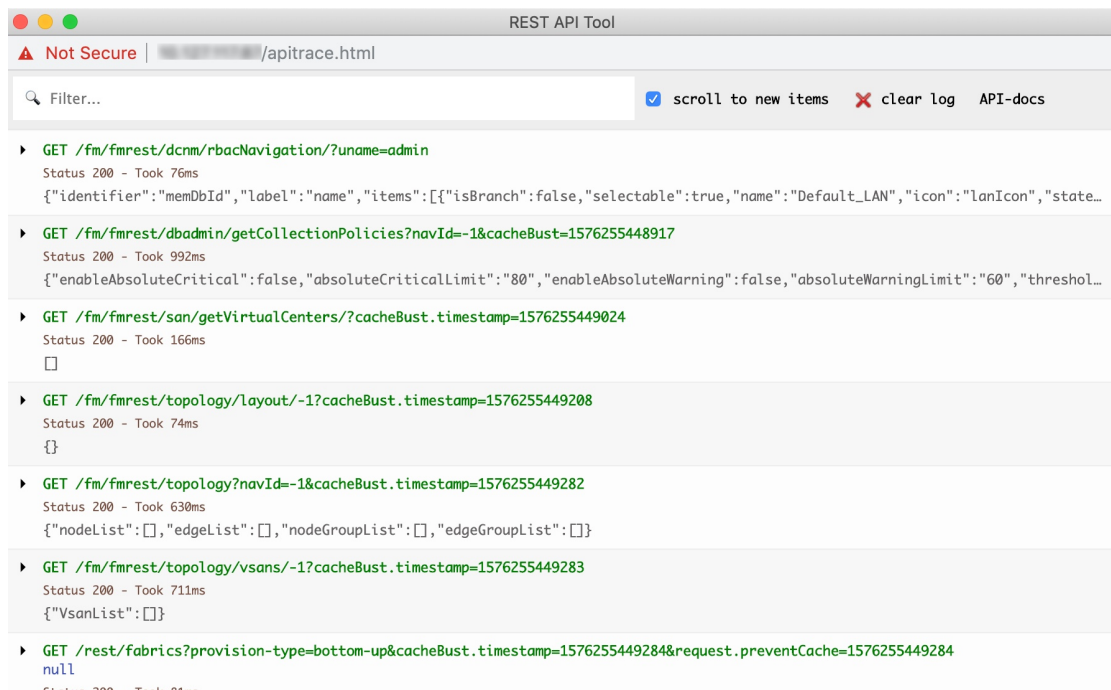 REST API Tool
Not Secure /apitrace.html
Filter... scroll to new items clear log API-docs
GET /fm/fmrest/dcnm/rbacNavigation/?uname=admin
Status 200 - Took 76ms
{"identifier":"memDbId","label":"name","items":[{"isBranch":false,"selectable":true,"name":"Default_LAN","icon":"lanIcon","state…
GET /fm/fmrest/dbadmin/getCollectionPolicies?navId=-1&cacheBust=1576255448917
Status 200 - Took 992ms
{"enableAbsoluteCritical":false,"absoluteCriticalLimit":"80","enableAbsoluteWarning":false,"absoluteWarningLimit":"60","threshol…
GET /fm/fmrest/san/getVirtualCenters/?cacheBust.timestamp=1576255449024
Status 200 - Took 166ms
[]
GET /fm/fmrest/topology/layout/-1?cacheBust.timestamp=1576255449208
Status 200 - Took 74ms
{}
GET /fm/fmrest/topology?navId=-1&cacheBust.timestamp=1576255449282
Status 200 - Took 630ms
{"nodeList":[],"edgeList":[],"nodeGroupList":[],"edgeGroupList":[]}
GET /fm/fmrest/topology/vsans/-1?cacheBust.timestamp=1576255449283
Status 200 - Took 711ms
{"VsanList":[]}
GET /rest/fabrics?provision-type=bottom-up&cacheBust.timestamp=1576255449284&request.preventCache=1576255449284
null